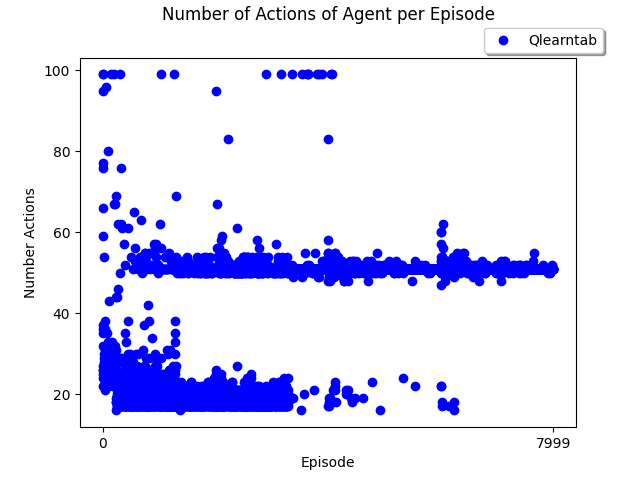 Number of Actions of Agent per Episode
Qlearntab
100
80
60
40
20
Number Actions
0
7999
Episode